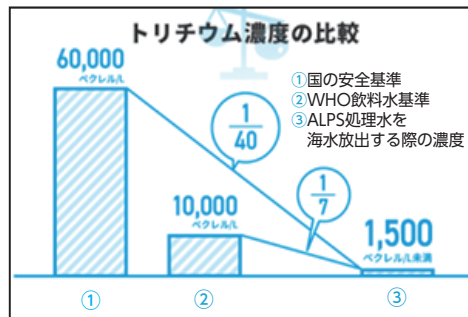 トリチウム濃度の比較
60,000
ベクレル/L
①国の安全基準
②WHO飲料水基準
③ALPS処理水を
海水放出する際の濃度
1
40
1
7
10,000
ベクレル/L
1,500
ベクレル/L未満
①
②
③